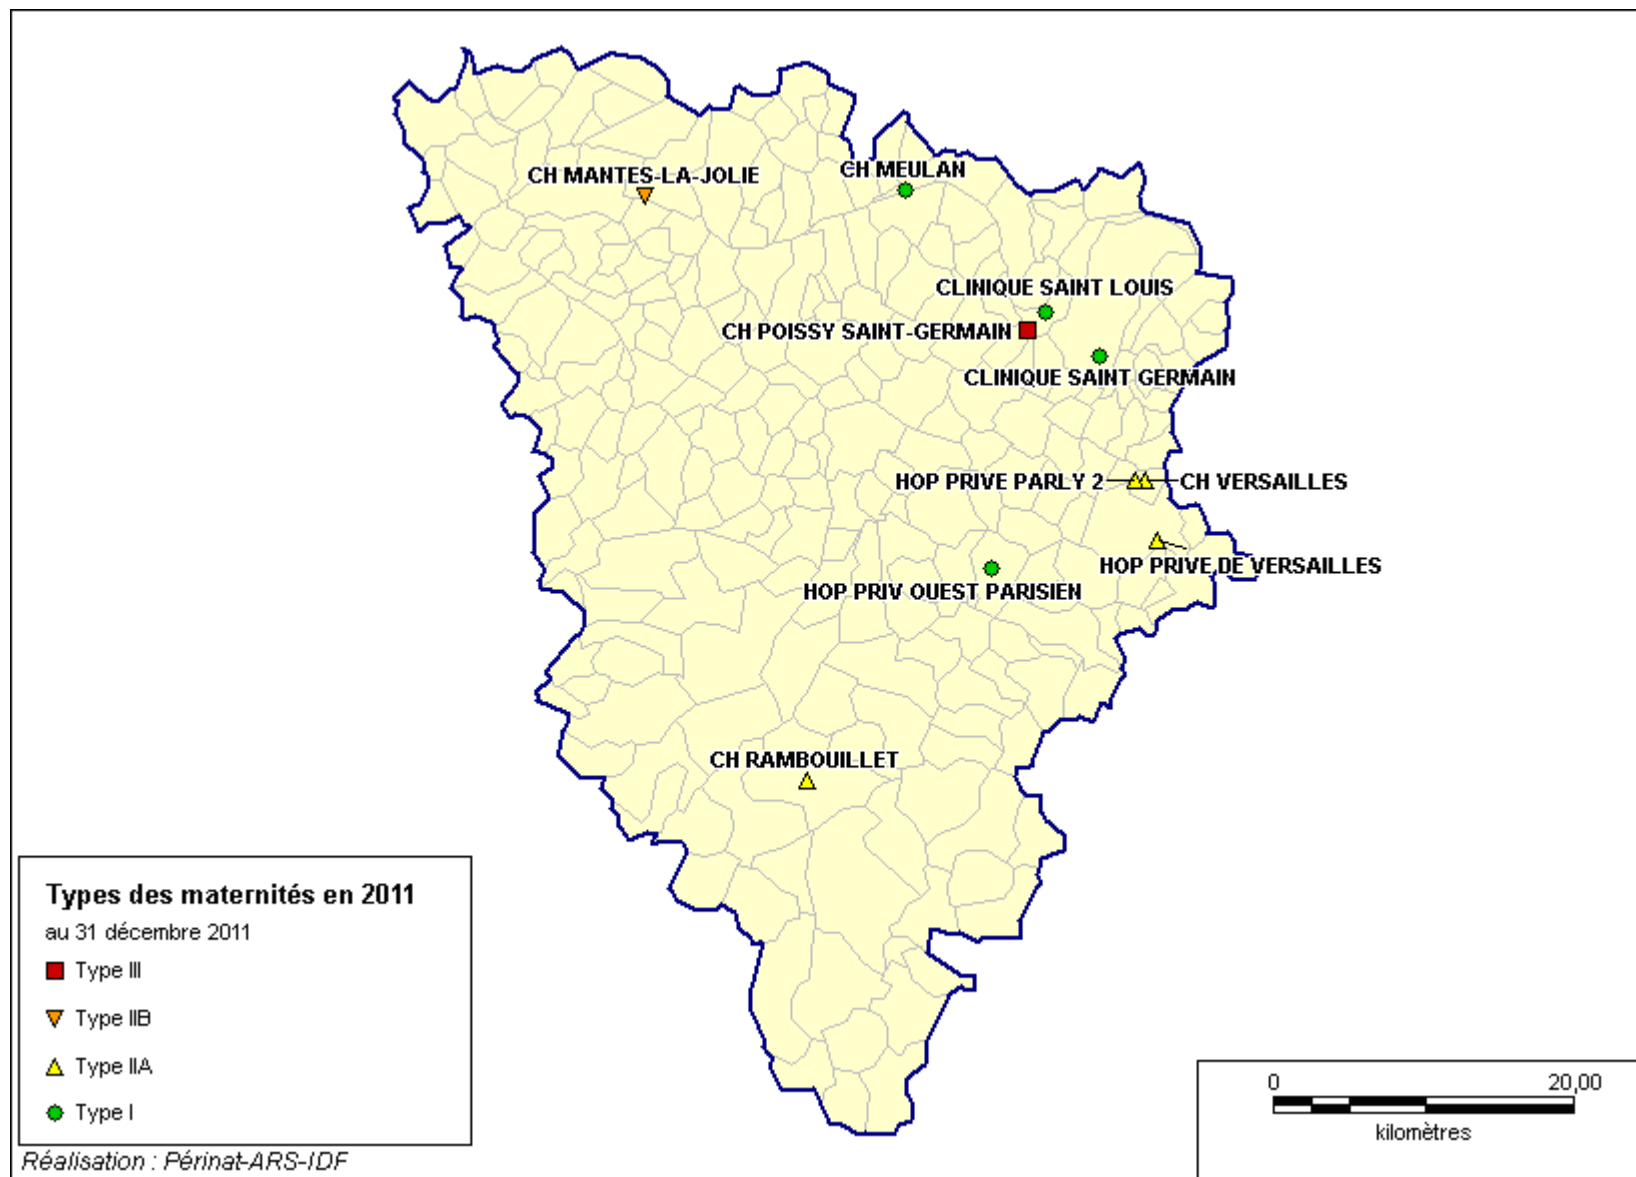 CH MANTES-LA-JOLIE
CH MEULAN
CLINIQUE SAINT LOUIS
CH POISSY SAINT-GERMAIN
CLINIQUE SAINT GERMAIN
HOP PRIVE PARLY 2
CH VERSAILLES
HOP PRIVE DE VERSAILLES
HOP PRIV OUEST PARISIEN
CH RAMBOUILLET
Types des maternités en 2011
au 31 décembre 2011
Type III
Type IIB
Type IIA
Type I
Réalisation : Périnat-ARS-IDF
0 20,00
kilomètres